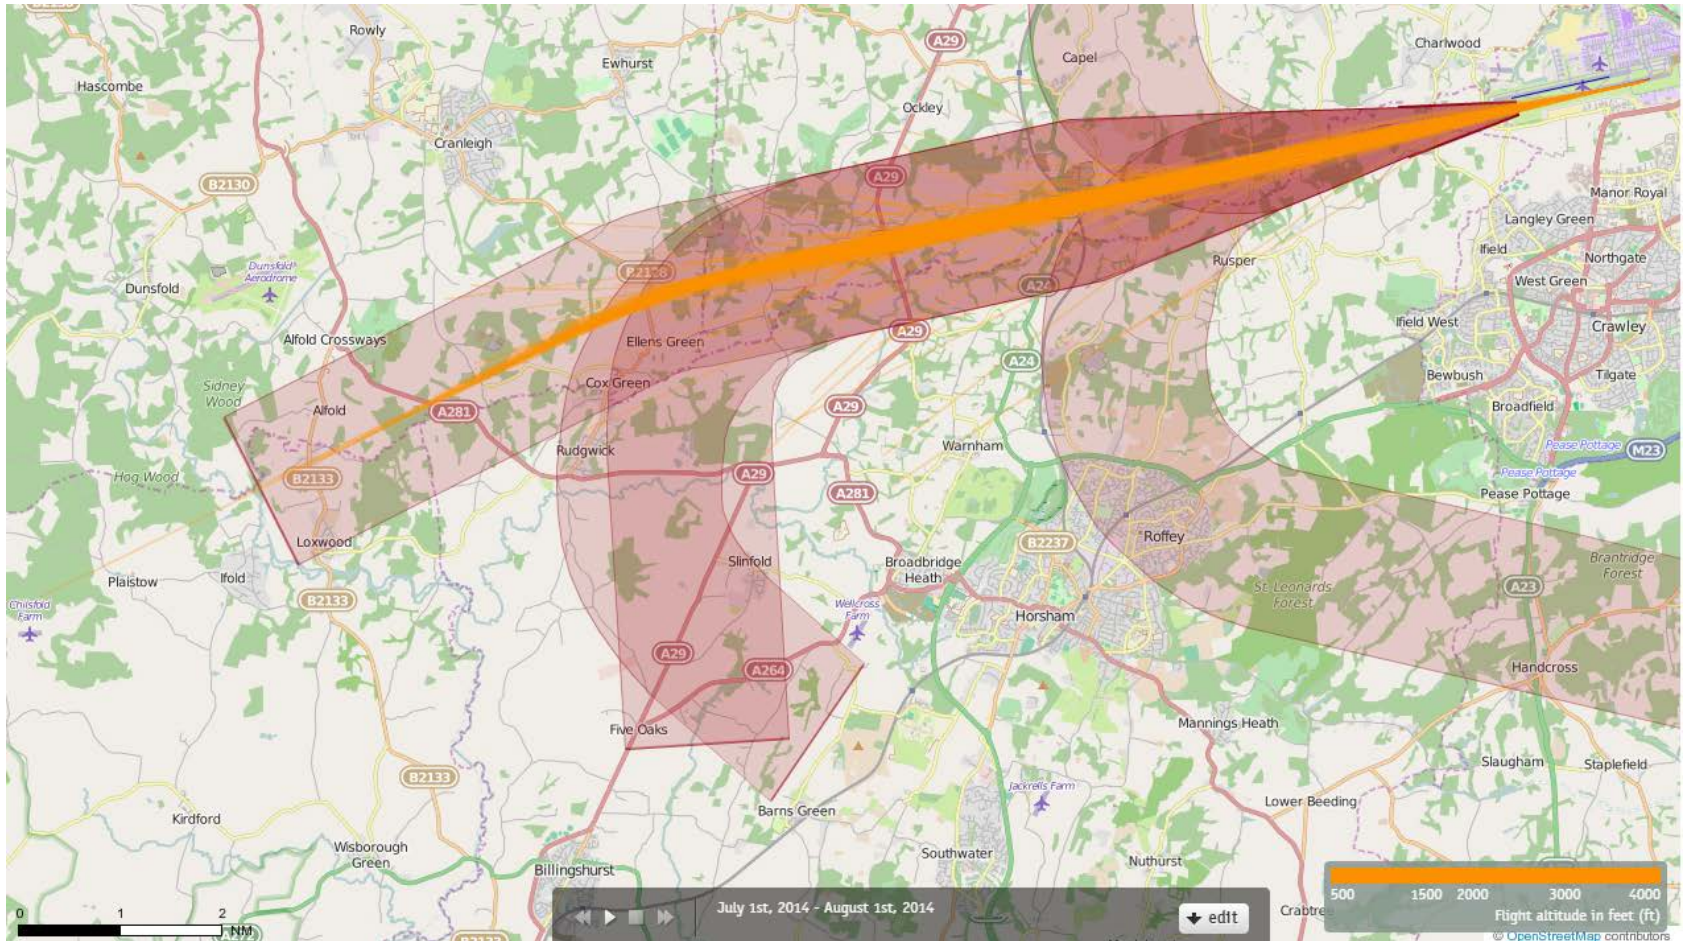 Rowly
Hascombe
Ewhurst
A29
Capel
Charlwood
Ockley
Cranleigh
B2130
A29
Manor Royal
Langley Green
Ifield
Northgate
Rusper
Dunsfold
Aerodrome
Dunsfold
B2128
A24
West Green
Ifield West
Crawley
Alfold Crossways
Ellens Green
A29
A24
Cox Green
Bewbush
Tilgate
Sidney
Wood
Alfold
A281
A29
Broadfield
Rudgwick
Warnham
Pease Pottage
M23
Pease Pottage
Hog Wood
B2133
A29
A281
Pease Pottage
Loxwood
B2237
Roffey
Plaistow
Ifold
Slinfold
Broadbridge
Heath
Brantridge
Forest
St Leonards
Forest
A23
Chilsfold
Farm
B2133
Wellcross
Farm
Horsham
A29
A264
Handcross
Five Oaks
Mannings Heath
B2133
Slaugham
Staplefield
Jackrells Farm
Barns Green
Lower Beeding
Kirdford
Wisborough
Green
Southwater
Nuthurst
Billingshurst
500 1500 2000 3000 4000
Flight altitude in feet (ft)
July 1st, 2014 - August 1st, 2014
edit
Crabtree
0 1 2
NM
A272
B2133
© OpenStreetMap contributors